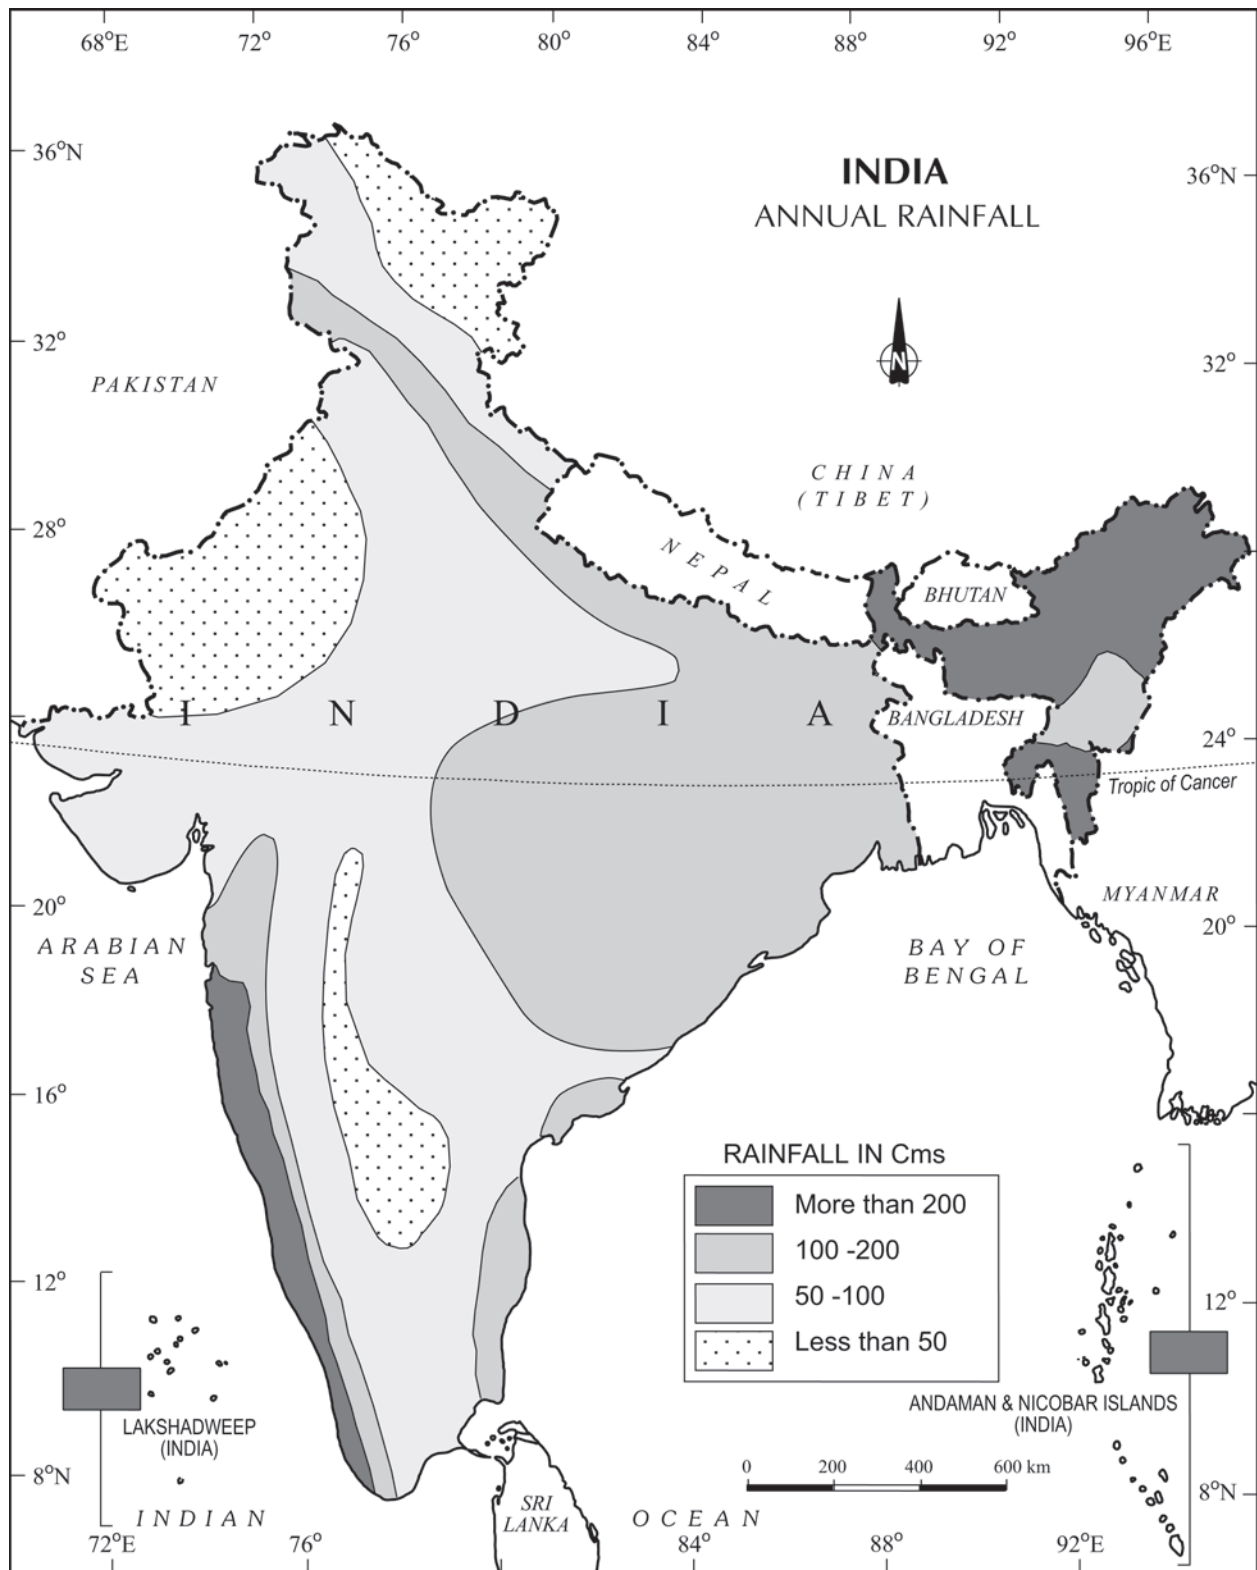 68°E 72° 76° 80° 84° 88° 92° 96°E
36°N
INDIA
ANNUAL RAINFALL
36°N
N
32°
32°
PAKISTAN
CHINA
(TIBET)
28°
NEPAL
BHUTAN
I N D I A
BANGLADESH
24°
Tropic of Cancer
20°
MYANMAR
20°
ARABIAN
SEA
BAY OF
BENGAL
16°
RAINFALL IN Cms
More than 200
100 -200
50 -100
Less than 50
12°
12°
LAKSHADWEEP
(INDIA)
ANDAMAN & NICOBAR ISLANDS
(INDIA)
0 200 400 600 km
8°N
8°N
INDIAN
SRI
LANKA
OCEAN
72°E 76° 84° 88° 92°E